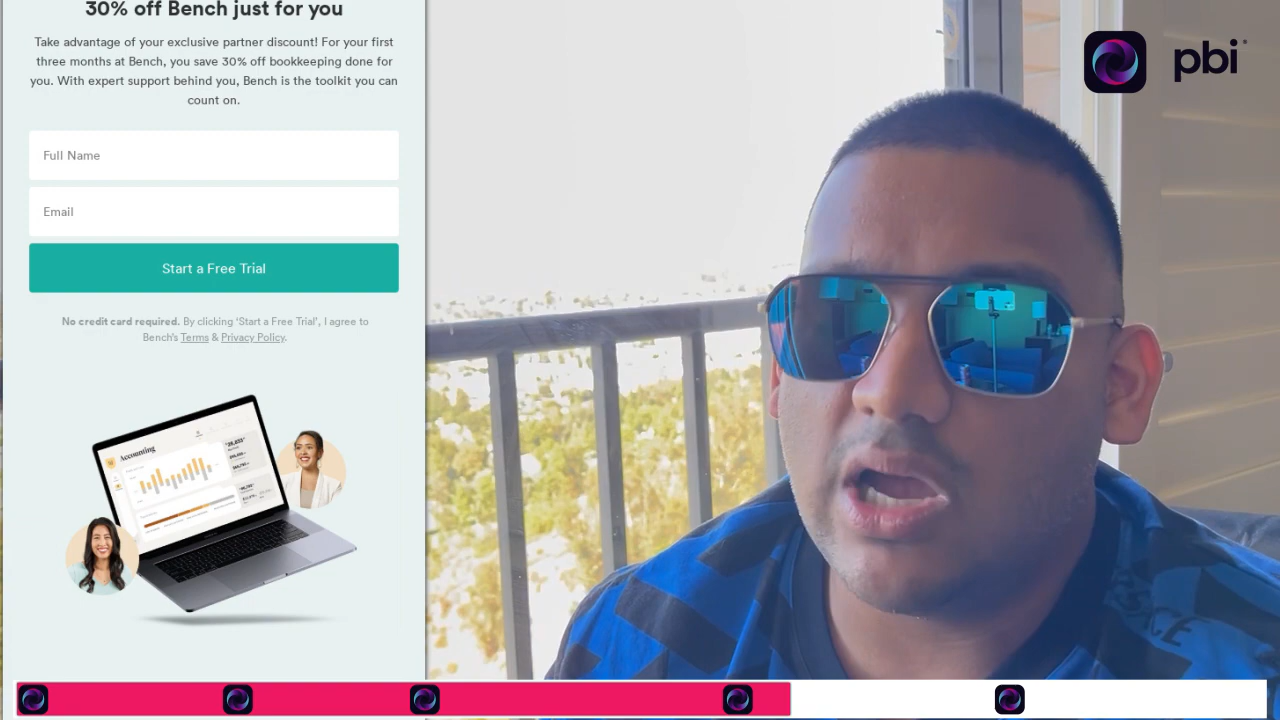 30% off Bench just for you
Take advantage of your exclusive partner discount! For your first
three months at Bench, you save 30% off bookkeeping done for
you. With expert support behind you, Bench is the toolkit you can
count on.
Full Name
Email
Start a Free Trial
No credit card required. By clicking ‘Start a Free Trial’, I agree to
Bench’s Terms & Privacy Policy.
Accounting
pbi